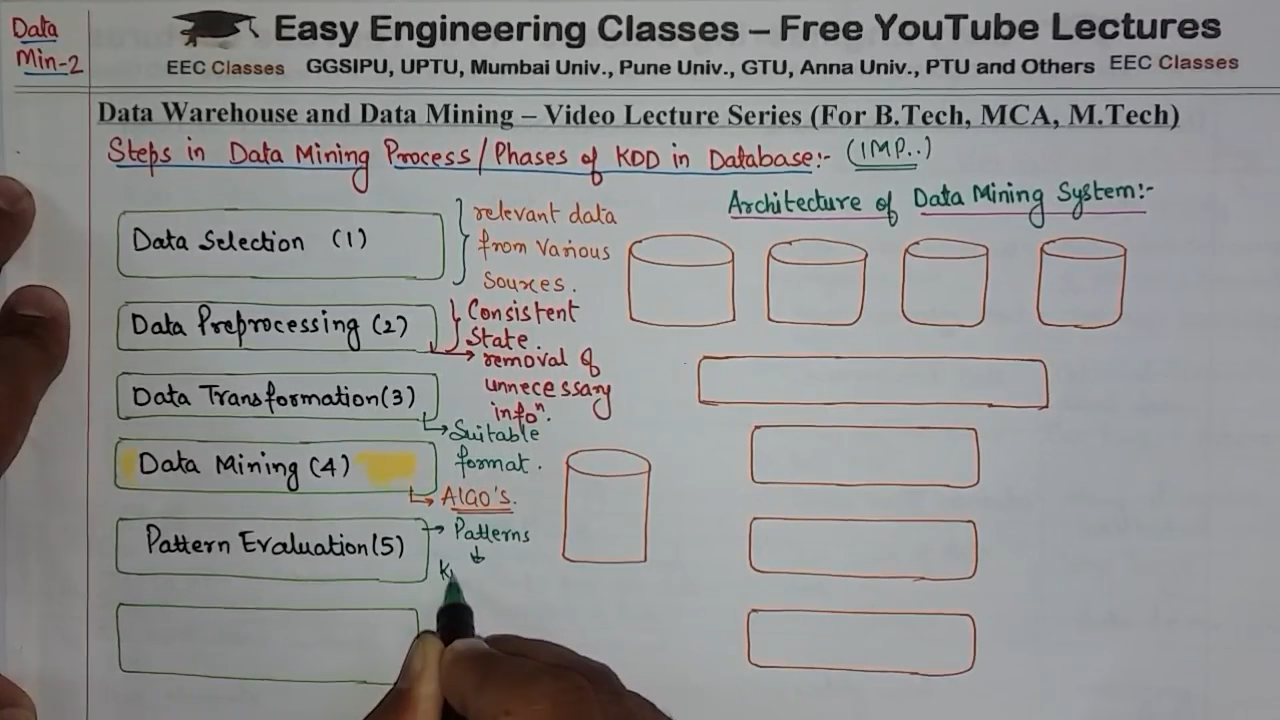 Data
Min-2
Easy Engineering Classes – Free YouTube Lectures
EEC Classes GGSIPU, UPTU, Mumbai Univ., Pune Univ., GTU, Anna Univ., PTU and Others EEC Classes
Data Warehouse and Data Mining – Video Lecture Series (For B.Tech, MCA, M.Tech)
Steps in Data Mining Process/Phases of KDD in Database:- (IMP..)
Architecture of Data Mining System:-
Data Selection (1)
relevant data
from various
sources.
Data Preprocessing (2)
Consistent
State.
removal of
unnecessary
infoⁿ.
Data Transformation(3)
Suitable
format.
Data Mining (4)
Algo's.
Pattern Evaluation(5)
Patterns